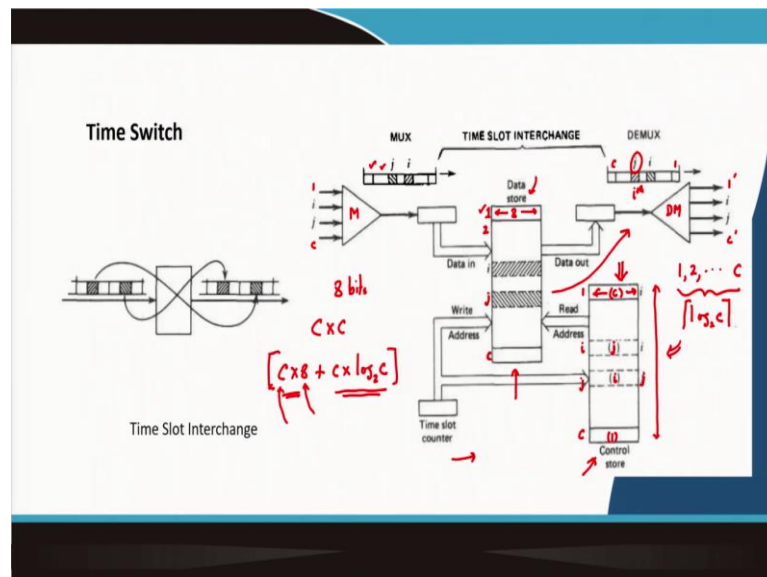 Time Switch
MUX
TIME SLOT INTERCHANGE
DEMUX
j i
c j i 1
Data store
1 ← 8 →
2
1
i
j
c
M
DM
1'
i
j
c'
Data in
Data out
i
j
c
8 bits
C×C
[C×8 + C×log₂C]
Write Address
Read Address
1 (c) i
i (j) i
j (i) j
C (1)
1, 2, ... C
⌈log₂C⌉
Time slot counter
Control store
Time Slot Interchange